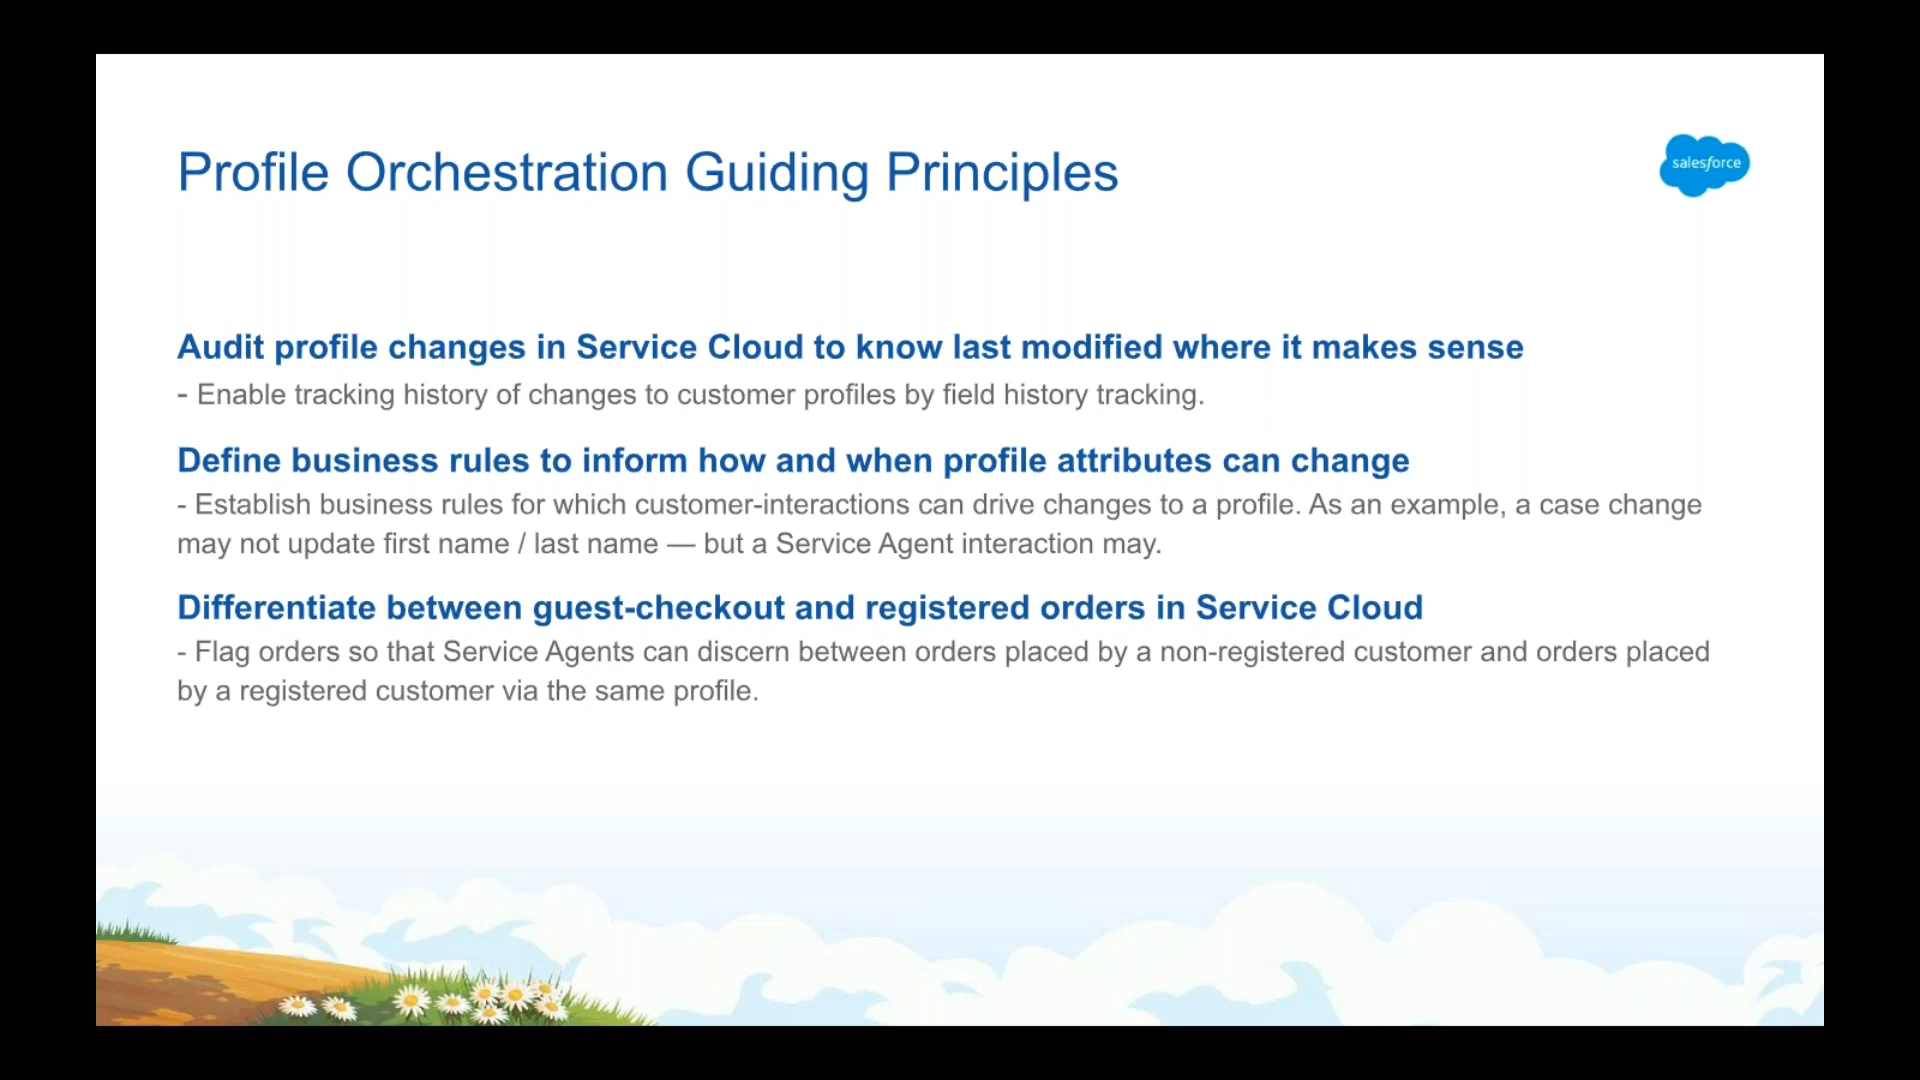 Profile Orchestration Guiding Principles
salesforce
Audit profile changes in Service Cloud to know last modified where it makes sense
- Enable tracking history of changes to customer profiles by field history tracking.
Define business rules to inform how and when profile attributes can change
- Establish business rules for which customer-interactions can drive changes to a profile. As an example, a case change
may not update first name / last name — but a Service Agent interaction may.
Differentiate between guest-checkout and registered orders in Service Cloud
- Flag orders so that Service Agents can discern between orders placed by a non-registered customer and orders placed
by a registered customer via the same profile.